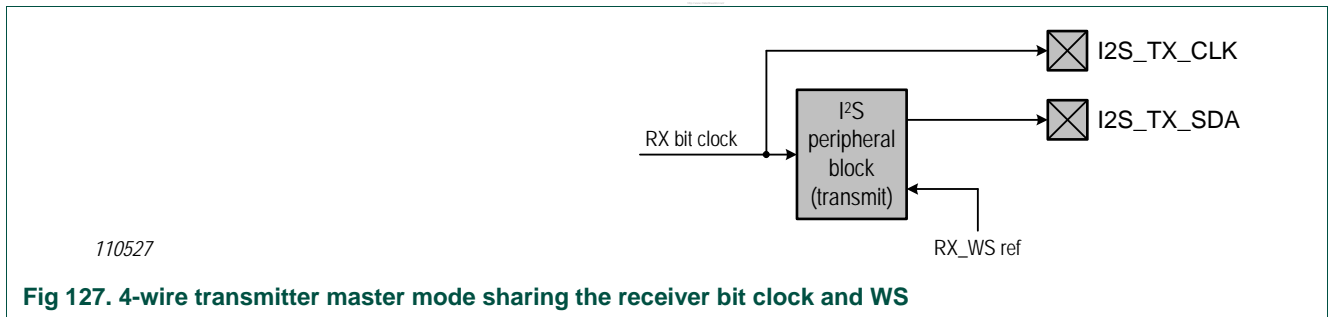 I2S_TX_CLK
I2S_TX_SDA
I2S
peripheral
block
(transmit)
RX bit clock
RX_WS ref
110527
Fig 127. 4-wire transmitter master mode sharing the receiver bit clock and WS